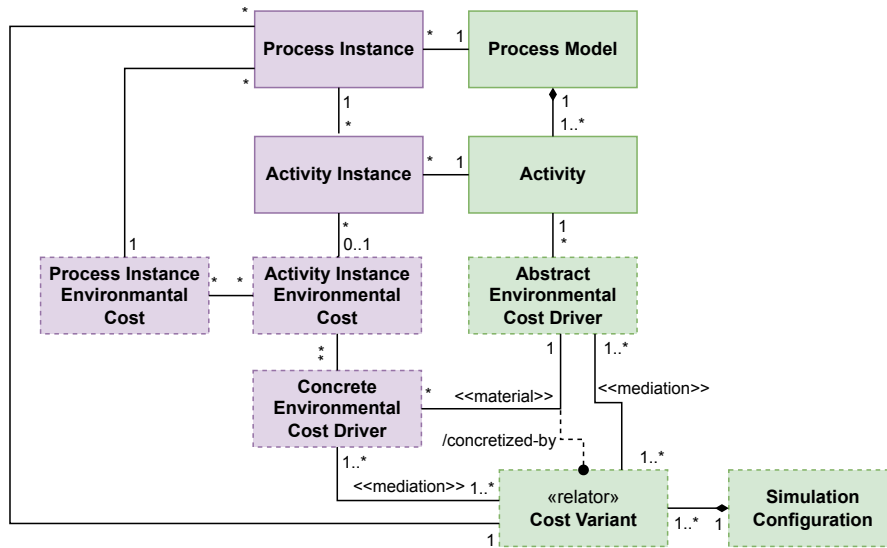 *
Process Instance
*
1
Process Model
*
1
*
1
1..*
Activity Instance
*
1
Activity
*
0..1
1
*
1
Process Instance
Environmantal
Cost
*
*
Activity Instance
Environmental
Cost
Abstract
Environmental
Cost Driver
*
*
1
1..*
Concrete
Environmental
Cost Driver
*
<<material>>
<<mediation>>
/concretized-by
1..*
1..*
<<mediation>>
1..*
«relator»
Cost Variant
1..*
1
Simulation
Configuration
1